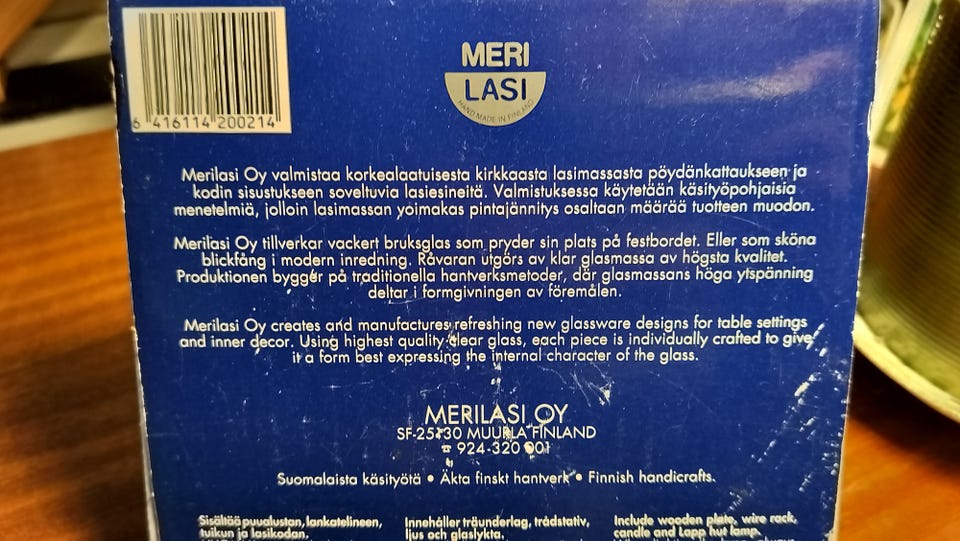 6 416114 200214
MERI
LASI
HAND MADE IN FINLAND
Merilasi Oy valmistaa korkealaatuisesta kirkkaasta lasimassasta pöydänkattaukseen ja
kodin sisustukseen soveltuvia lasiesineitä. Valmistuksessa käytetään käsityöpohjaisia
menetelmiä, jolloin lasimassan yoimakas pintajännitys osaltaan määrää tuotteen muodon.
Merilasi Oy tillverkar vackert bruksglas som pryder sin plats på festbordet. Eller som sköna
blickfång i modern inredning. Råvaran utgörs av klar glasmassa av högsta kvalitet.
Produktionen bygger på traditionella hantverksmetoder, där glasmassans höga ytspänning
deltar i formgivningen av föremålen.
Merilasi Oy creates and manufactures refreshing new glassware designs for table settings
and inner decor. Using highest quality clear glass, each piece is individually crafted to give
it a form best expressing the internal character of the glass.
MERILASI OY
SF-25130 MUURLA FINLAND
☎ 924-320 001
Suomalaista käsityötä • Äkta finskt hantverk • Finnish handicrafts.
Sisältää puualustan, lankatelineen,
tuikun ja lasikodan.
Innehåller träunderlag, trådstativ,
ljus och glaslykta.
Include wooden plate, wire rack,
candle and Lapp hut lamp.